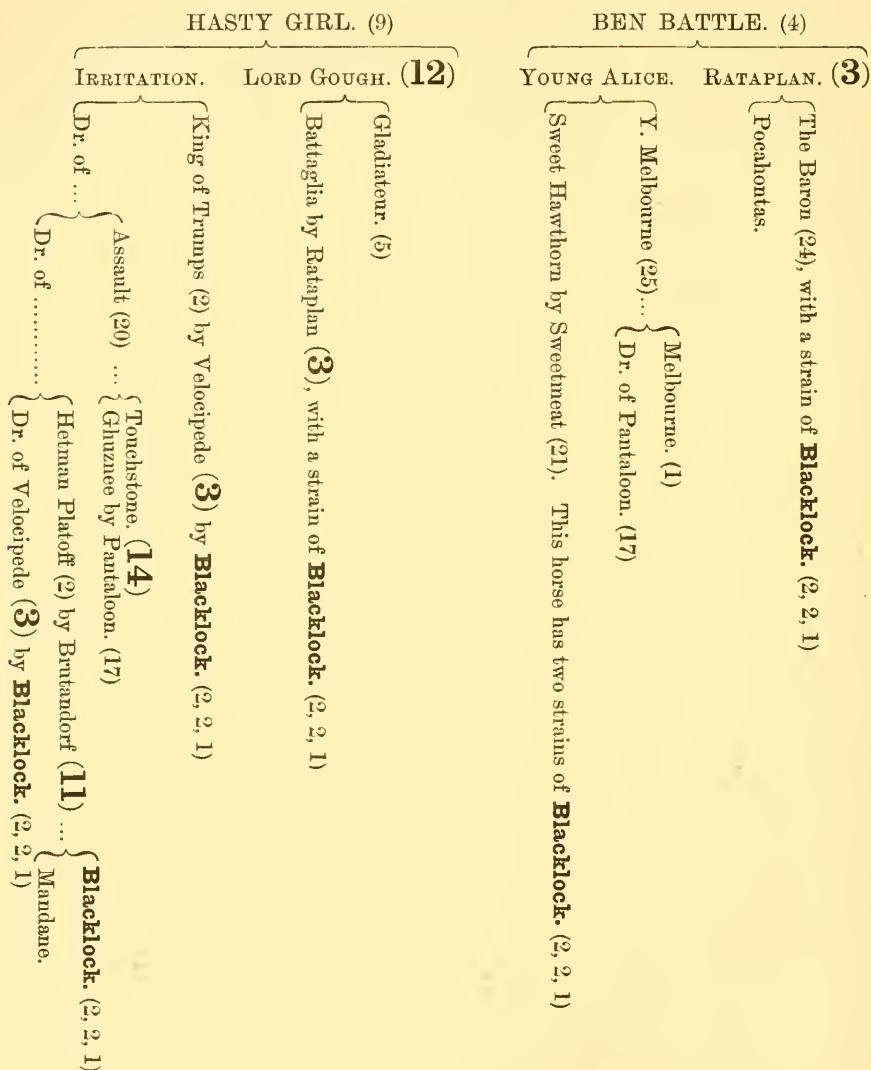 HASTY GIRL. (9)
BEN BATTLE. (4)
IRRITATION.
LORD GOUGH. (12)
YOUNG ALICE.
RATAPLAN. (3)
The Baron (24), with a strain of Blacklock. (2, 2, 1)
Pocahontas.
Y. Melbourne (25)...
Melbourne. (1)
Dr. of Pantaloon. (17)
Sweet Hawthorn by Sweetmeat (21). This horse has two strains of Blacklock. (2, 2, 1)
Gladiateur. (5)
Battaglia by Rataplan (3), with a strain of Blacklock. (2, 2, 1)
King of Trumps (2) by Velocipede (3) by Blacklock. (2, 2, 1)
Dr. of ...
Assault (20) ...
Touchstone. (14)
Ghuznee by Pantaloon. (17)
Dr. of ............
Hetman Platoff (2) by Brutandorf (11) ...
Blacklock. (2, 2, 1)
Mandane.
Dr. of Velocipede (3) by Blacklock. (2, 2, 1)